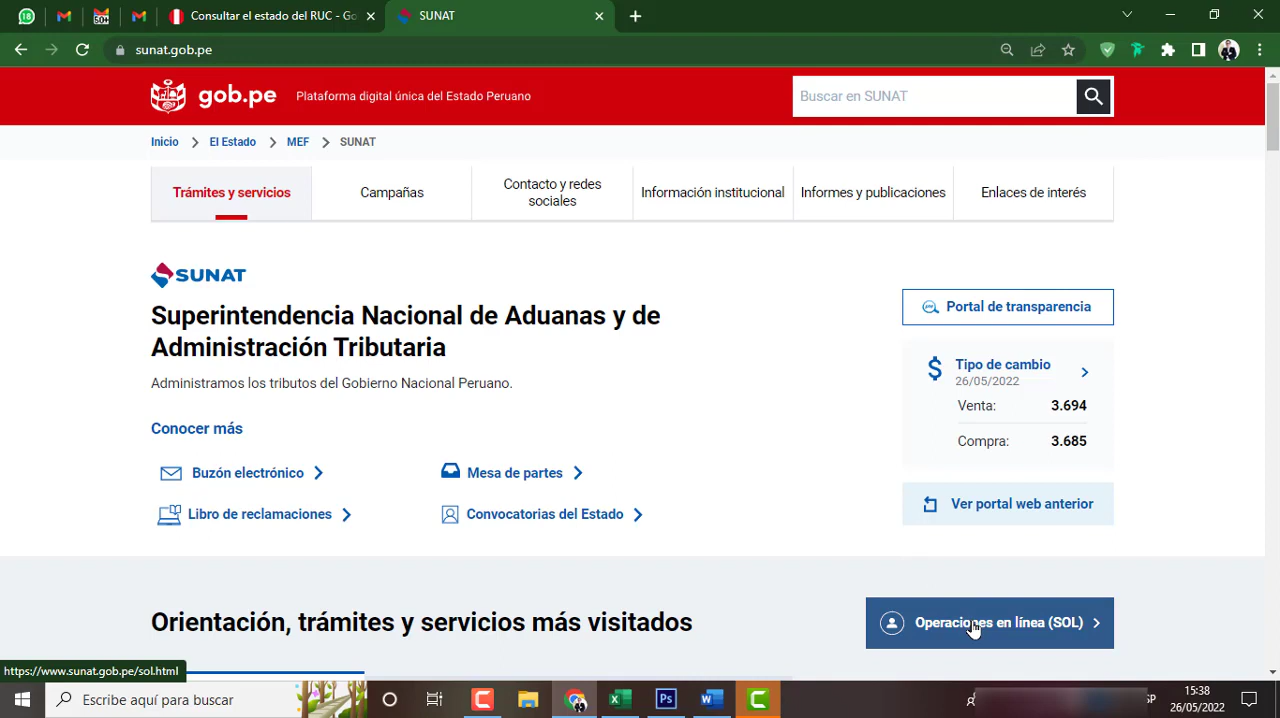 18
50+
Consultar el estado del RUC - Go
SUNAT
sunat.gob.pe
gob.pe
Plataforma digital única del Estado Peruano
Buscar en SUNAT
Inicio
El Estado
MEF
SUNAT
Trámites y servicios
Campañas
Contacto y redes
sociales
Información institucional
Informes y publicaciones
Enlaces de interés
SUNAT
Superintendencia Nacional de Aduanas y de
Administración Tributaria
Administramos los tributos del Gobierno Nacional Peruano.
Conocer más
Buzón electrónico
Mesa de partes
Libro de reclamaciones
Convocatorias del Estado
Portal de transparencia
Tipo de cambio
26/05/2022
Venta: 3.694
Compra: 3.685
Ver portal web anterior
Orientación, trámites y servicios más visitados
Operaciones en línea (SOL)
https://www.sunat.gob.pe/sol.html
Escribe aquí para buscar
15:38
26/05/2022